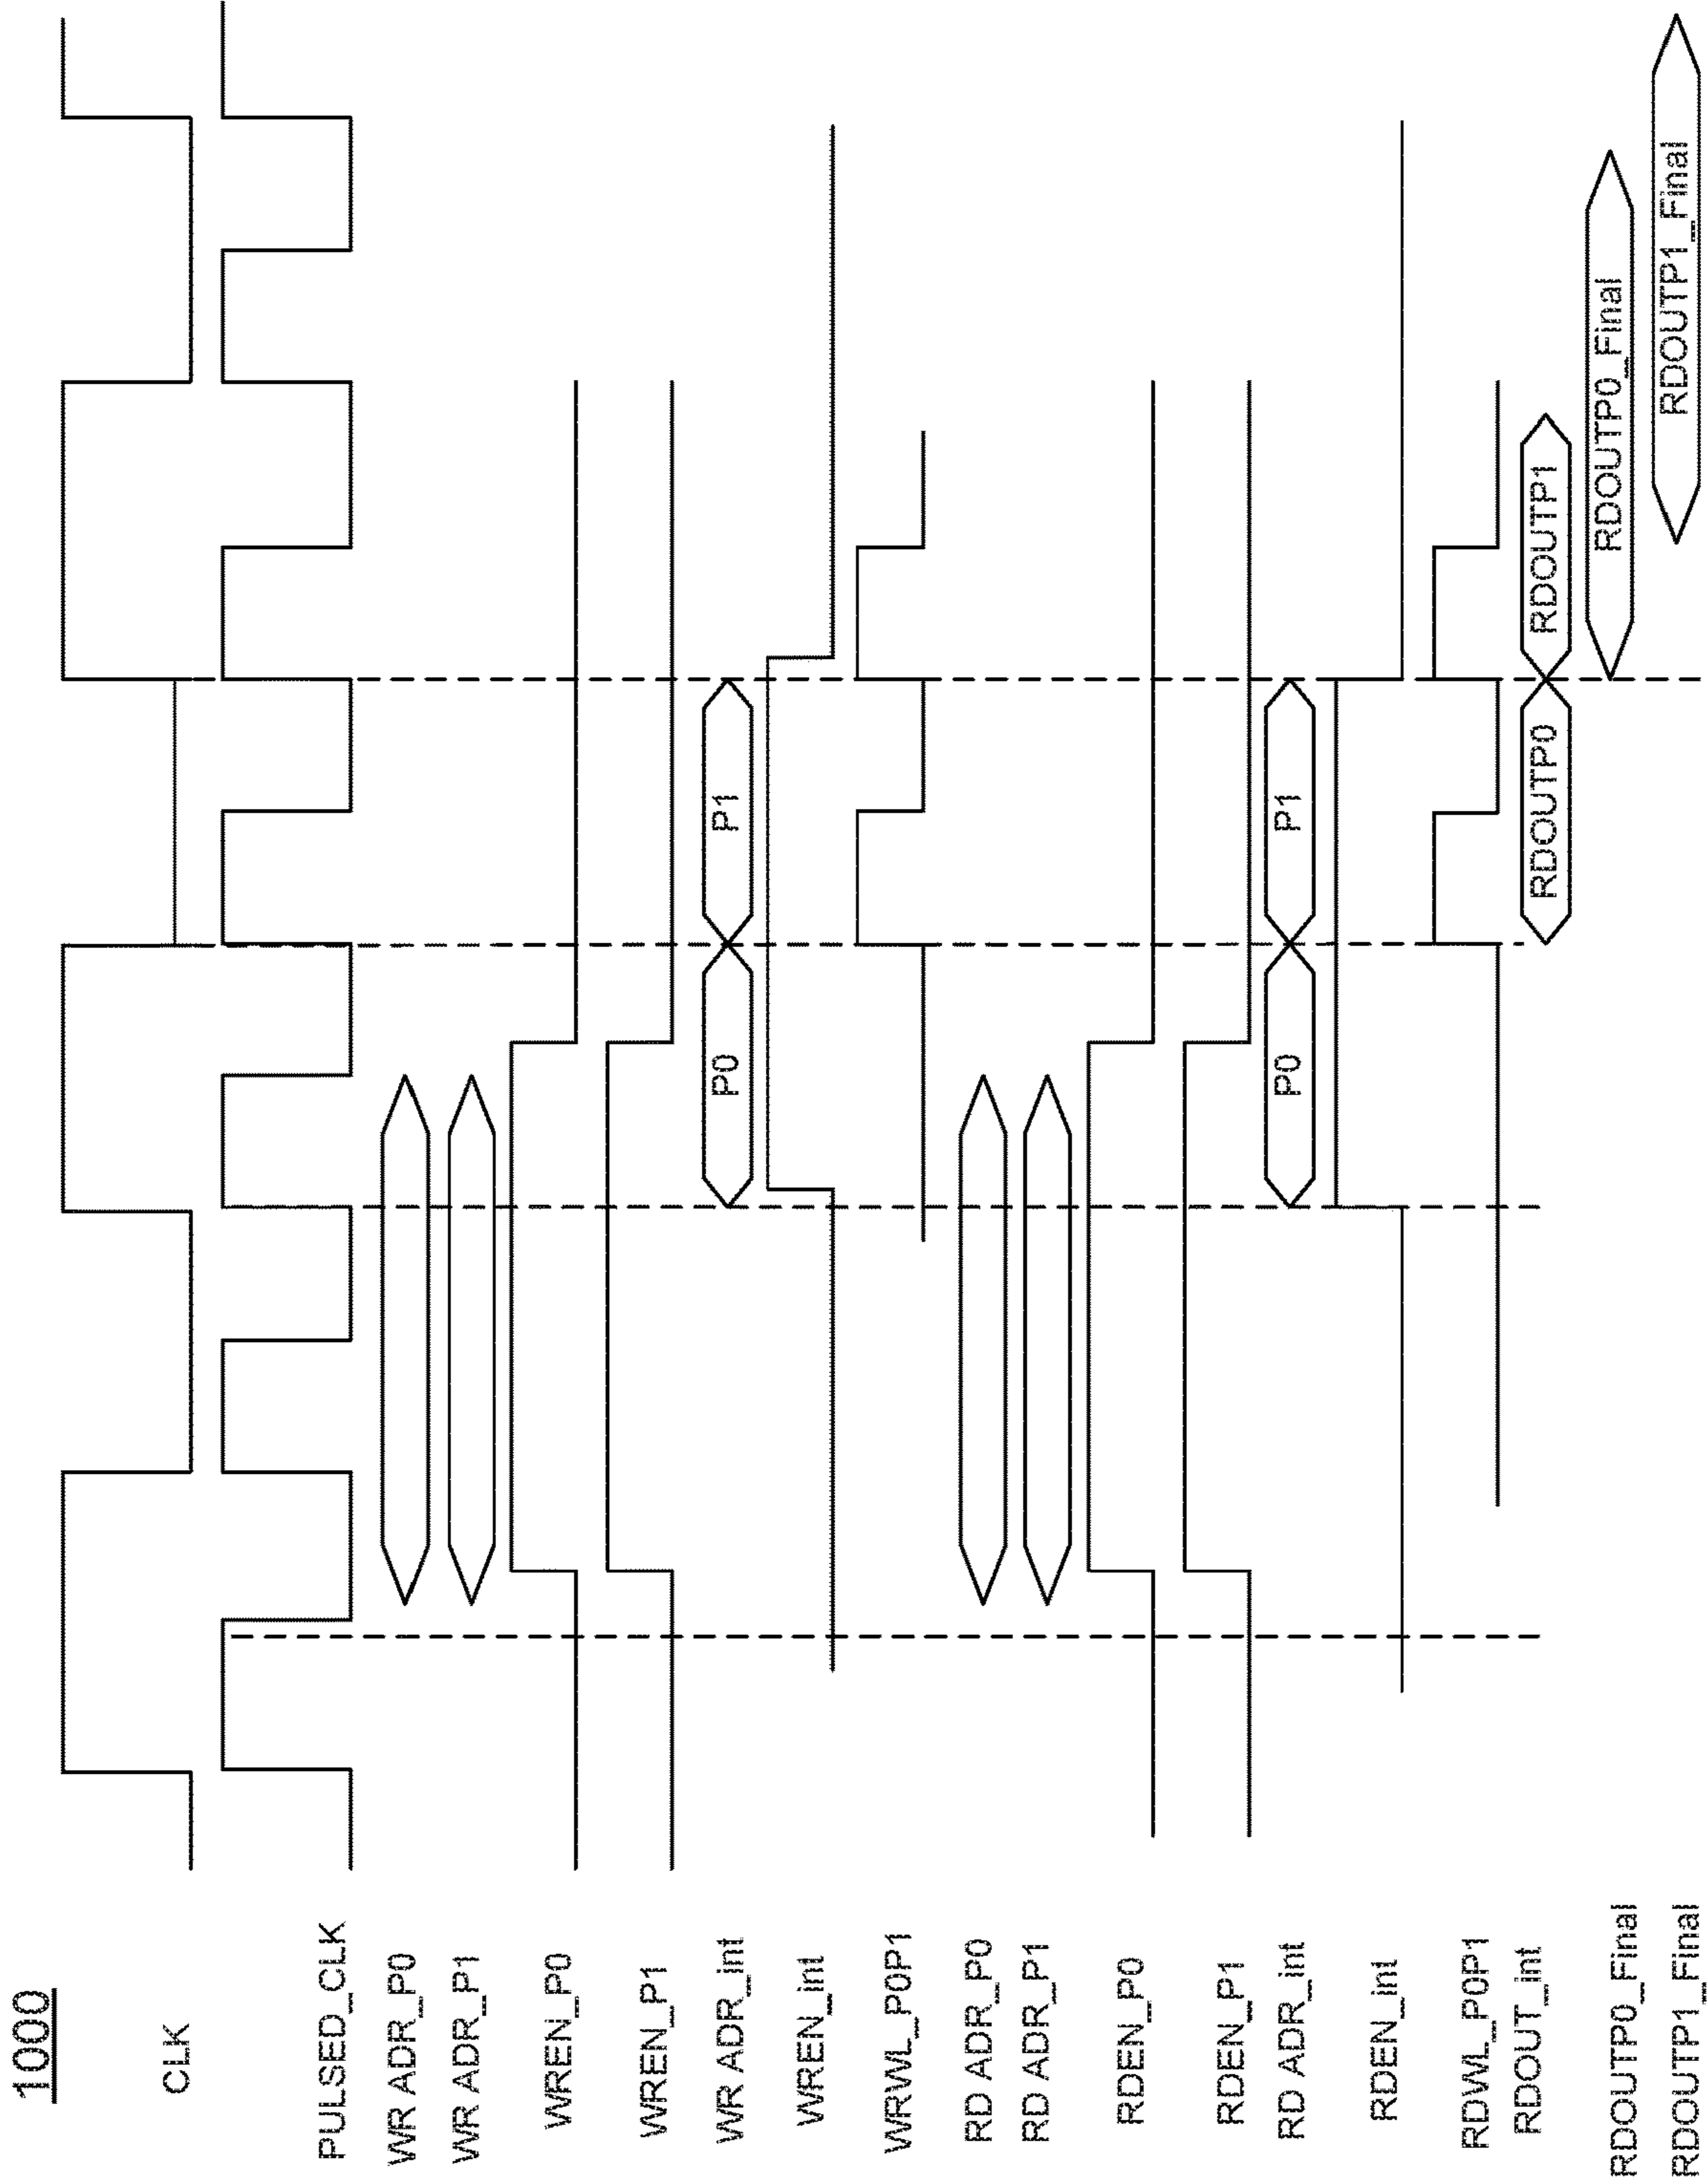 1000
CLK
PULSED_CLK
WR ADR_P0
WR ADR_P1
WREN_P0
WREN_P1
WR ADR_int
P0
P1
WREN_int
WRWL_P0P1
RD ADR_P0
RD ADR_P1
RDEN_P0
RDEN_P1
RD ADR_int
P0
P1
RDEN_int
RDWL_P0P1
RDOUT_int
RDOUTP0
RDOUTP1
RDOUTP0_Final
RDOUTP0_Final
RDOUTP1_Final
RDOUTP1_Final